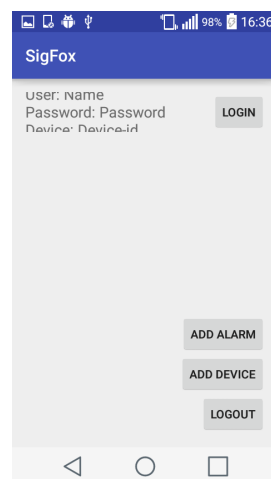 98% 16:36
SigFox
User: Name
Password: Password
Device: Device-id
LOGIN
ADD ALARM
ADD DEVICE
LOGOUT